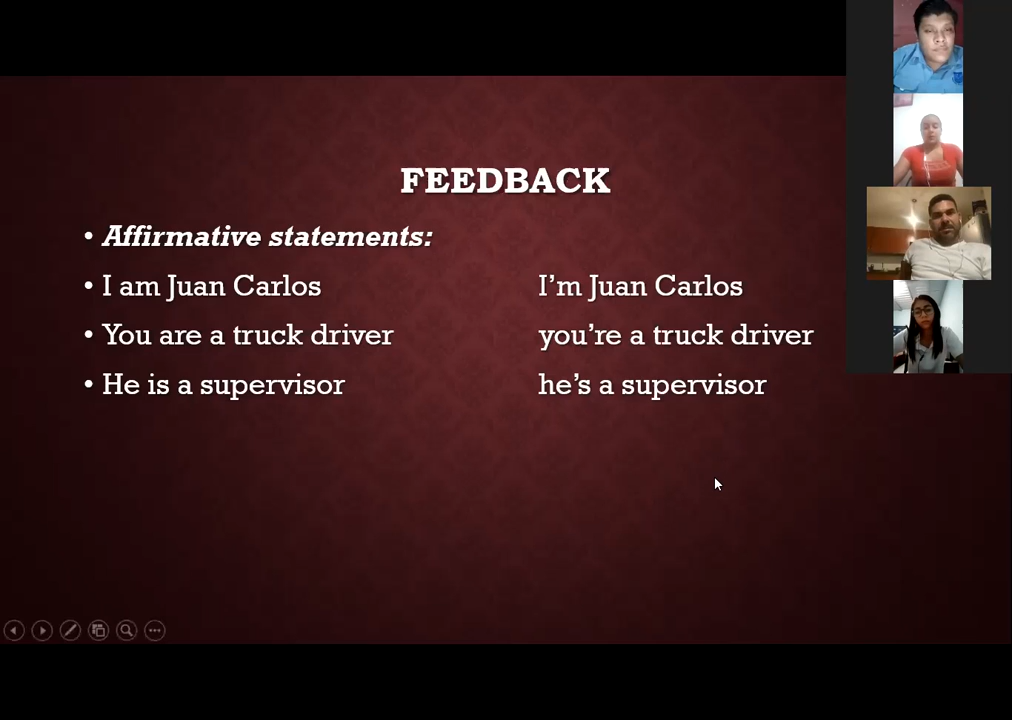 FEEDBACK
• Affirmative statements:
• I am Juan Carlos I’m Juan Carlos
• You are a truck driver you’re a truck driver
• He is a supervisor he’s a supervisor